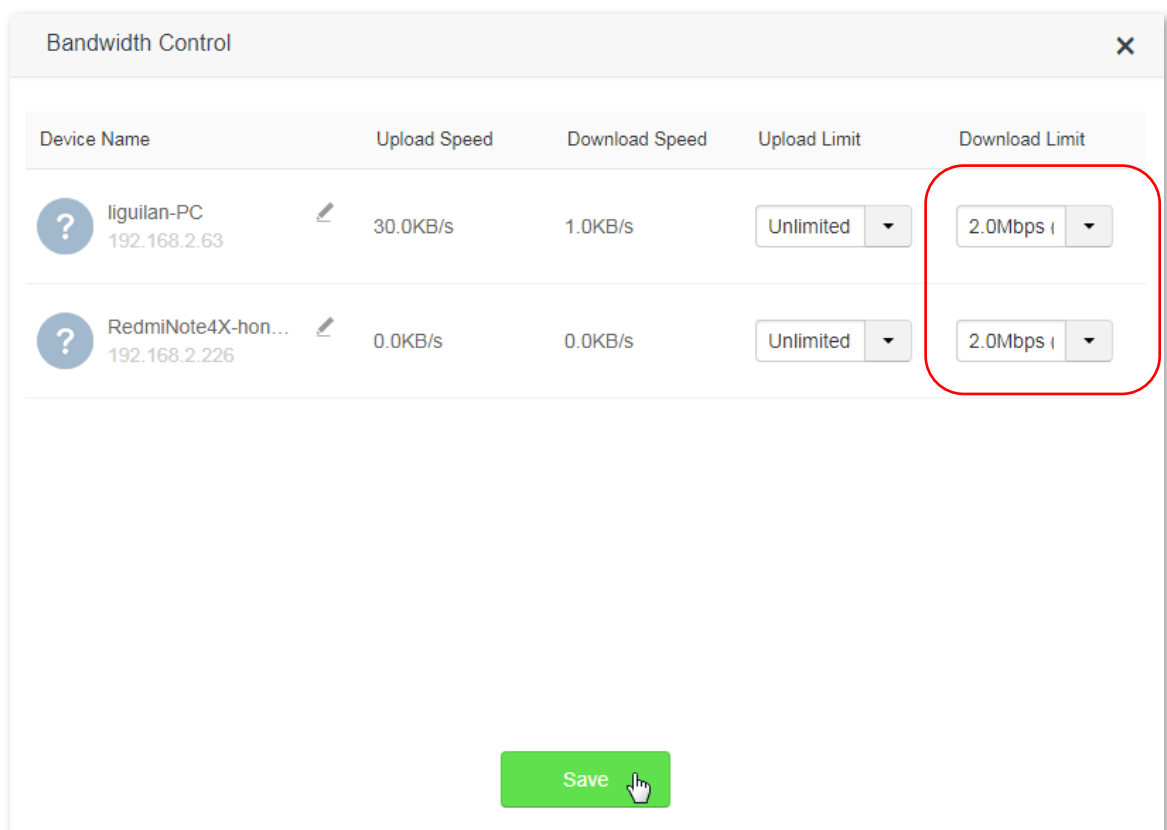 Bandwidth Control
Device Name Upload Speed Download Speed Upload Limit Download Limit
liguilan-PC
192.168.2.63
30.0KB/s 1.0KB/s Unlimited 2.0Mbps (
RedmiNote4X-hon...
192.168.2.226
0.0KB/s 0.0KB/s Unlimited 2.0Mbps (
Save